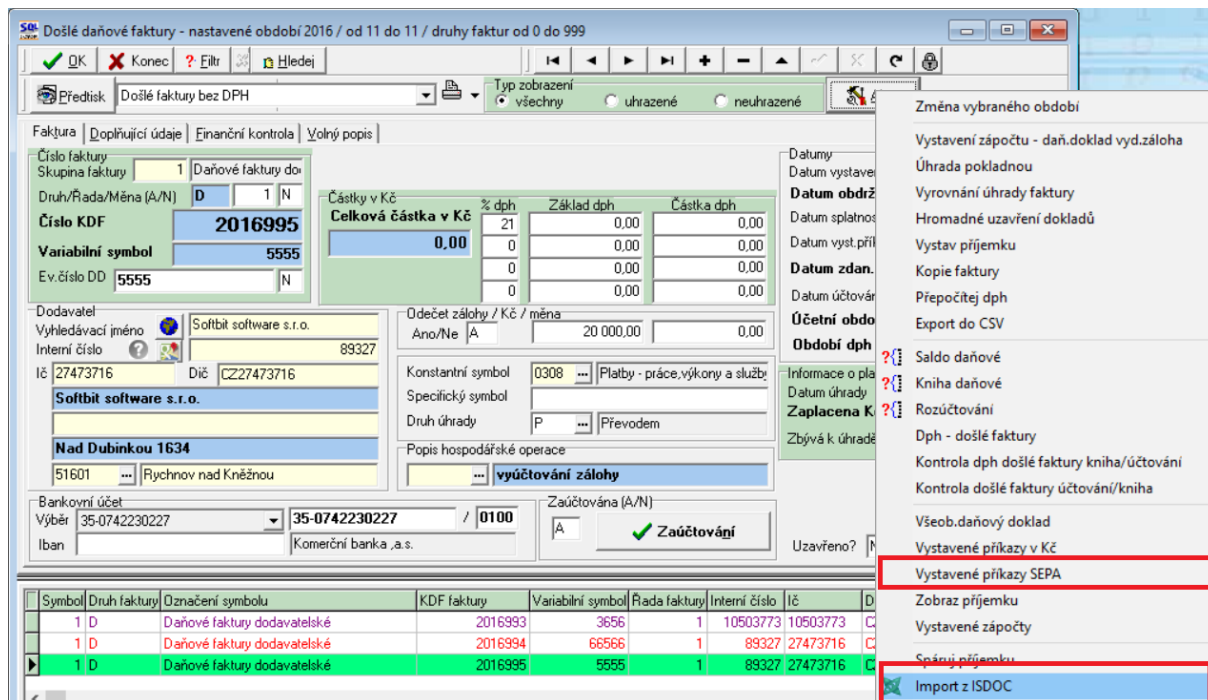 SQL Došlé daňové faktury - nastavené období 2016 / od 11 do 11 / druhy faktur od 0 do 999
OK Konec Filtr Hledej
Předtisk Došlé faktury bez DPH
Typ zobrazení
všechny uhrazené neuhrazené
Faktura Doplňující údaje Finanční kontrola Volný popis
Číslo faktury
Skupina faktury 1 Daňové faktury do
Druh/Řada/Měna (A/N) D 1 N
Číslo KDF 2016995
Variabilní symbol 5555
Ev.číslo DD 5555 N
Částky v Kč
Celková částka v Kč
0,00
% dph Základ dph Částka dph
21 0,00 0,00
0 0,00 0,00
0 0,00 0,00
0 0,00 0,00
Datumy
Datum vystave
Datum obdrž
Datum splatnos
Datum vyst.pří
Datum zdan.
Datum účtová
Účetní obdo
Období dph
Dodavatel
Vyhledávací jméno Softbit software s.r.o.
Interní číslo 89327
Ič 27473716 Dič CZ27473716
Softbit software s.r.o.
Nad Dubinkou 1634
51601 ... Rychnov nad Kněžnou
Odečet zálohy / Kč / měna
Ano/Ne A 20 000,00 0,00
Konstantní symbol 0308 ... Platby - práce,výkony a služby
Specifický symbol
Druh úhrady P ... Převodem
Popis hospodářské operace
... vyúčtování zálohy
Informace o pla
Datum úhrady
Zaplacena K
Zbývá k úhradě
Bankovní účet
Výběr 35-0742230227 35-0742230227 / 0100
Iban Komerční banka ,a.s.
Zaúčtována (A/N)
A Zaúčtování
Uzavřeno? N
Symbol Druh faktury Označení symbolu KDF faktury Variabilní symbol Řada faktury Interní číslo Ič D
1 D Daňové faktury dodavatelské 2016993 3656 1 10503773 10503773 C
1 D Daňové faktury dodavatelské 2016994 66566 1 89327 27473716 C
1 D Daňové faktury dodavatelské 2016995 5555 1 89327 27473716 C
Změna vybraného období
Vystavení zápočtu - daň.doklad vyd.záloha
Úhrada pokladnou
Vyrovnání úhrady faktury
Hromadné uzavření dokladů
Vystav příjemku
Kopie faktury
Přepočítej dph
Export do CSV
Saldo daňové
Kniha daňové
Rozúčtování
Dph - došlé faktury
Kontrola dph došlé faktury kniha/účtování
Kontrola došlé faktury účtování/kniha
Všeob.daňový doklad
Vystavené příkazy v Kč
Vystavené příkazy SEPA
Zobraz příjemku
Vystavené zápočty
Spáruj příjemku
Import z ISDOC